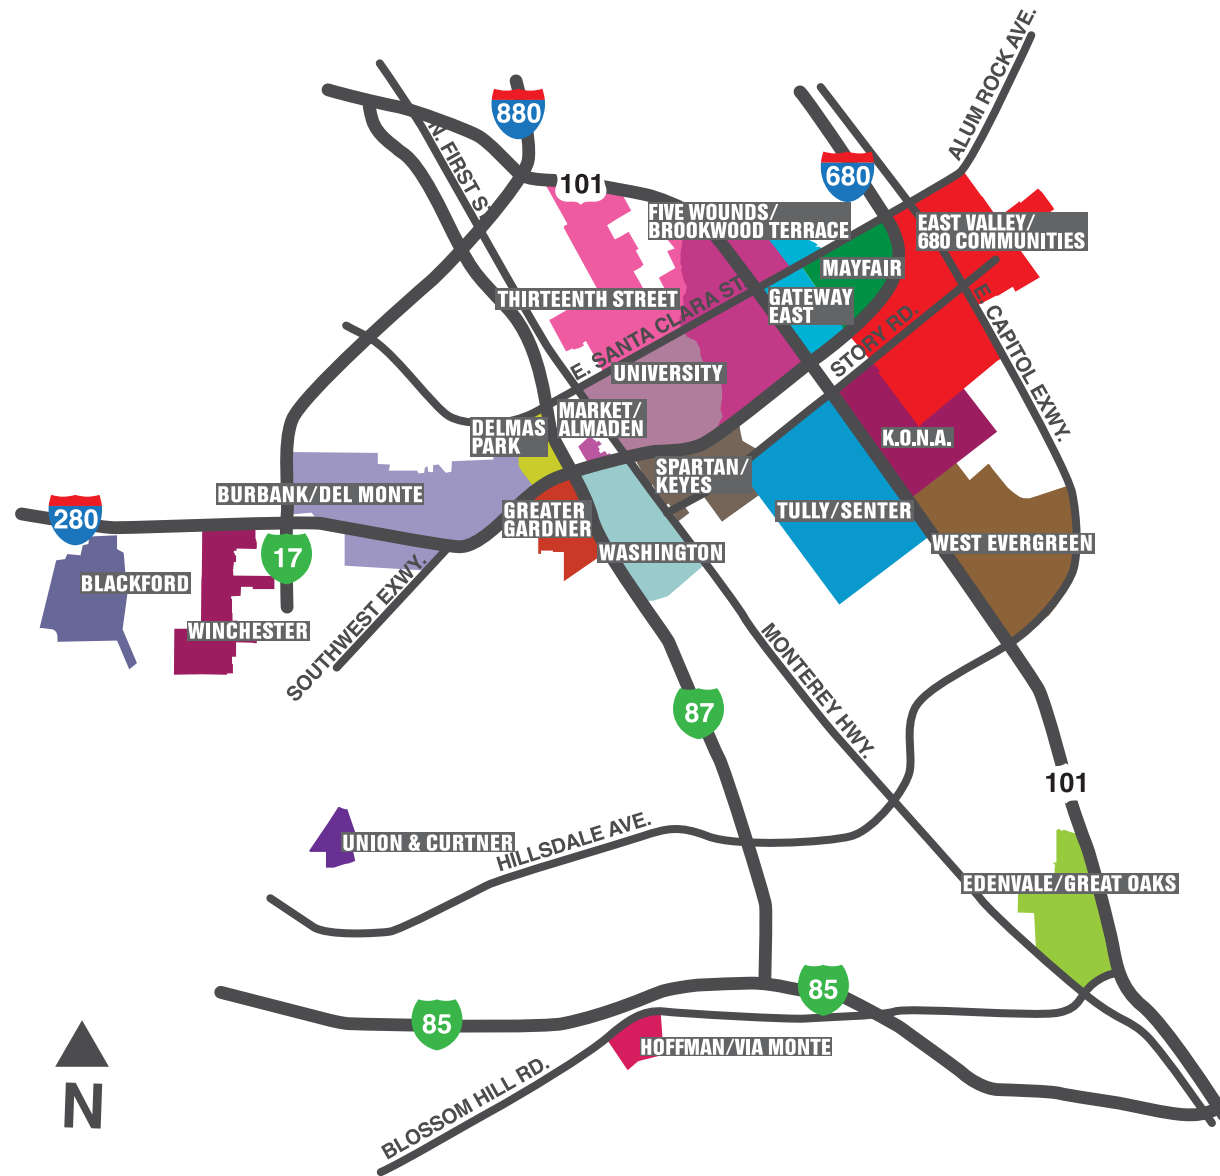 ALUM ROCK AVE.
880
N. FIRST S
101
680
FIVE WOUNDS/
BROOKWOOD TERRACE
EAST VALLEY/
680 COMMUNITIES
MAYFAIR
THIRTEENTH STREET
GATEWAY
EAST
E. SANTA CLARA ST.
STORY RD.
E CAPITOL EXWY.
UNIVERSITY
MARKET/
ALMADEN
DELMAS
PARK
K.O.N.A.
SPARTAN/
KEYES
BURBANK/DEL MONTE
280
GREATER
GARDNER
TULLY/SENTER
WEST EVERGREEN
17
WASHINGTON
BLACKFORD
WINCHESTER
SOUTHWEST EXWY.
MONTEREY HWY.
87
101
UNION & CURTNER
HILLSDALE AVE.
EDENVALE/GREAT OAKS
85
85
HOFFMAN/VIA MONTE
BLOSSOM HILL RD.
N